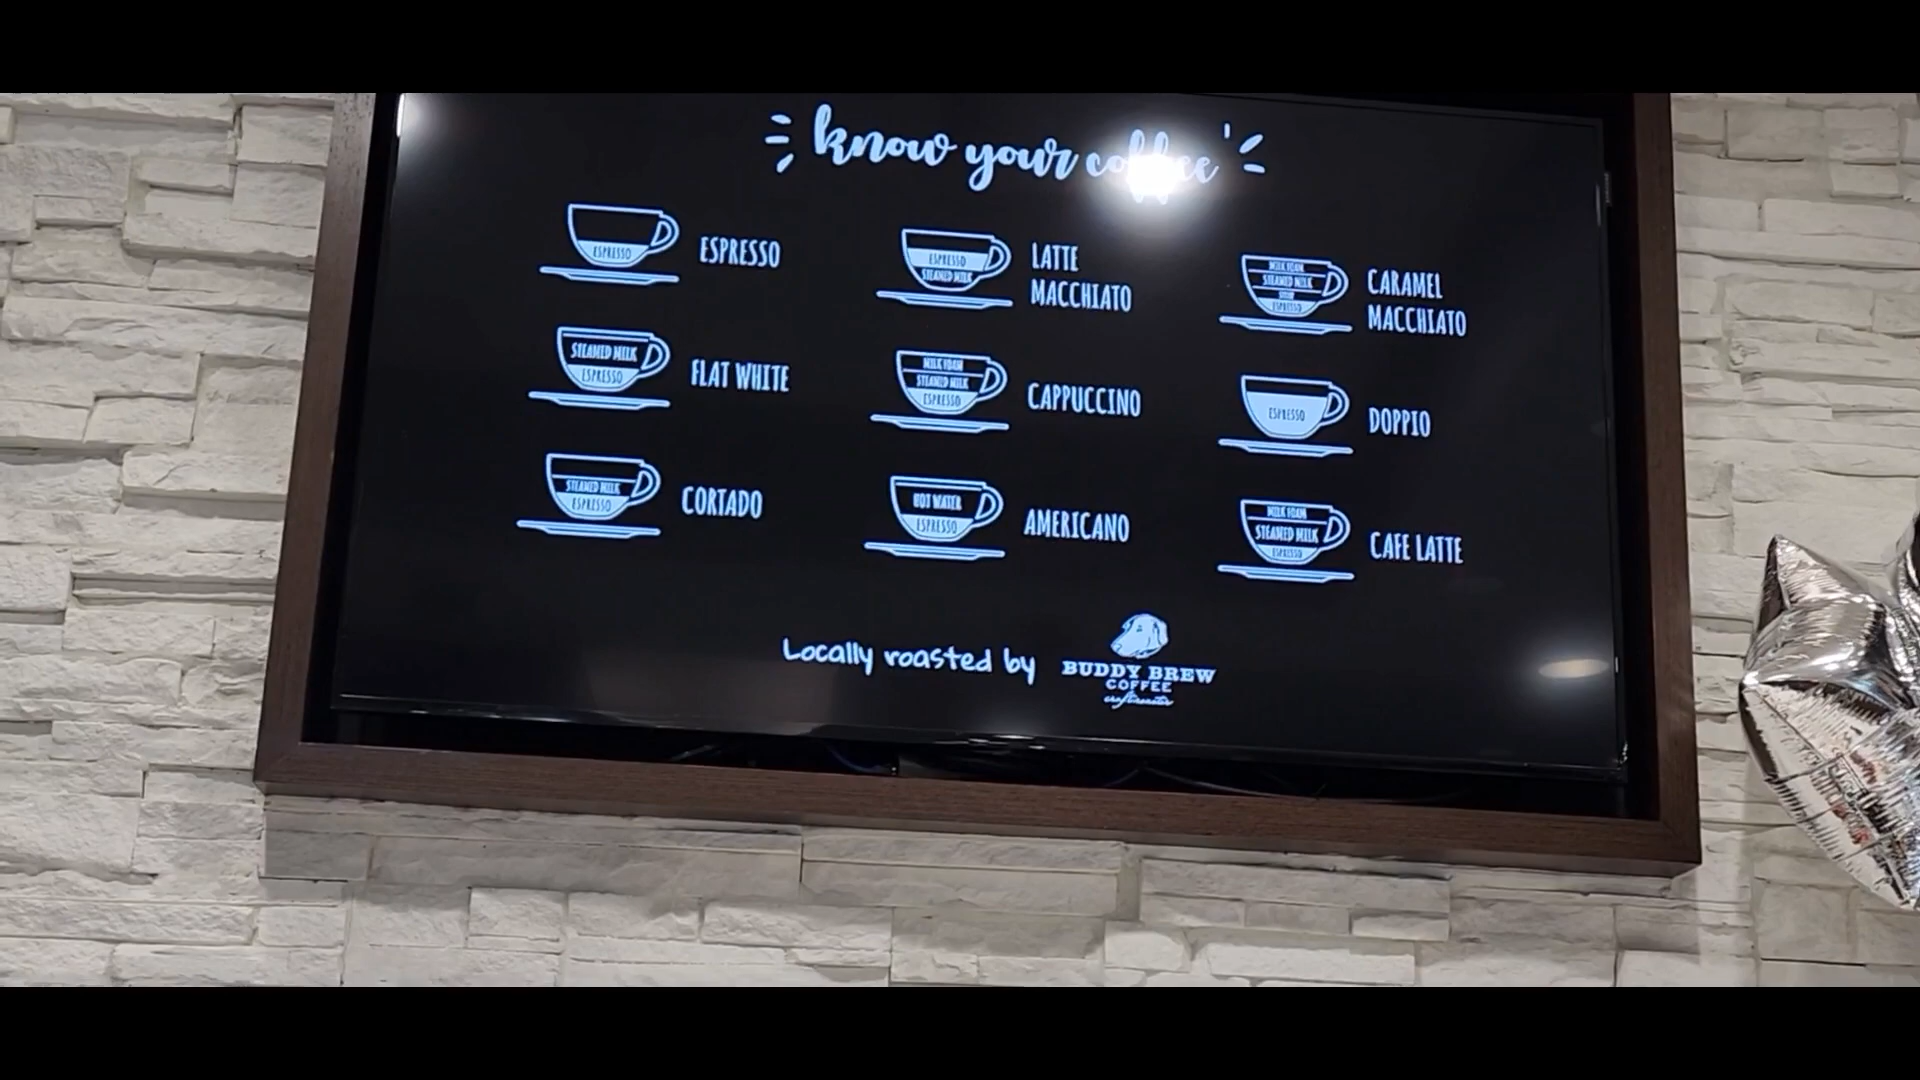 know your coffee
ESPRESSO
ESPRESSO
ESPRESSO
STEAMED MILK
LATTE
MACCHIATO
MILK FOAM
STEAMED MILK
SYRUP
ESPRESSO
CARAMEL
MACCHIATO
STEAMED MILK
ESPRESSO
FLAT WHITE
MILK FOAM
STEAMED MILK
ESPRESSO
CAPPUCCINO
ESPRESSO
DOPPIO
STEAMED MILK
ESPRESSO
CORTADO
HOT WATER
ESPRESSO
AMERICANO
MILK FOAM
STEAMED MILK
ESPRESSO
CAFE LATTE
Locally roasted by
BUDDY BREW
COFFEE